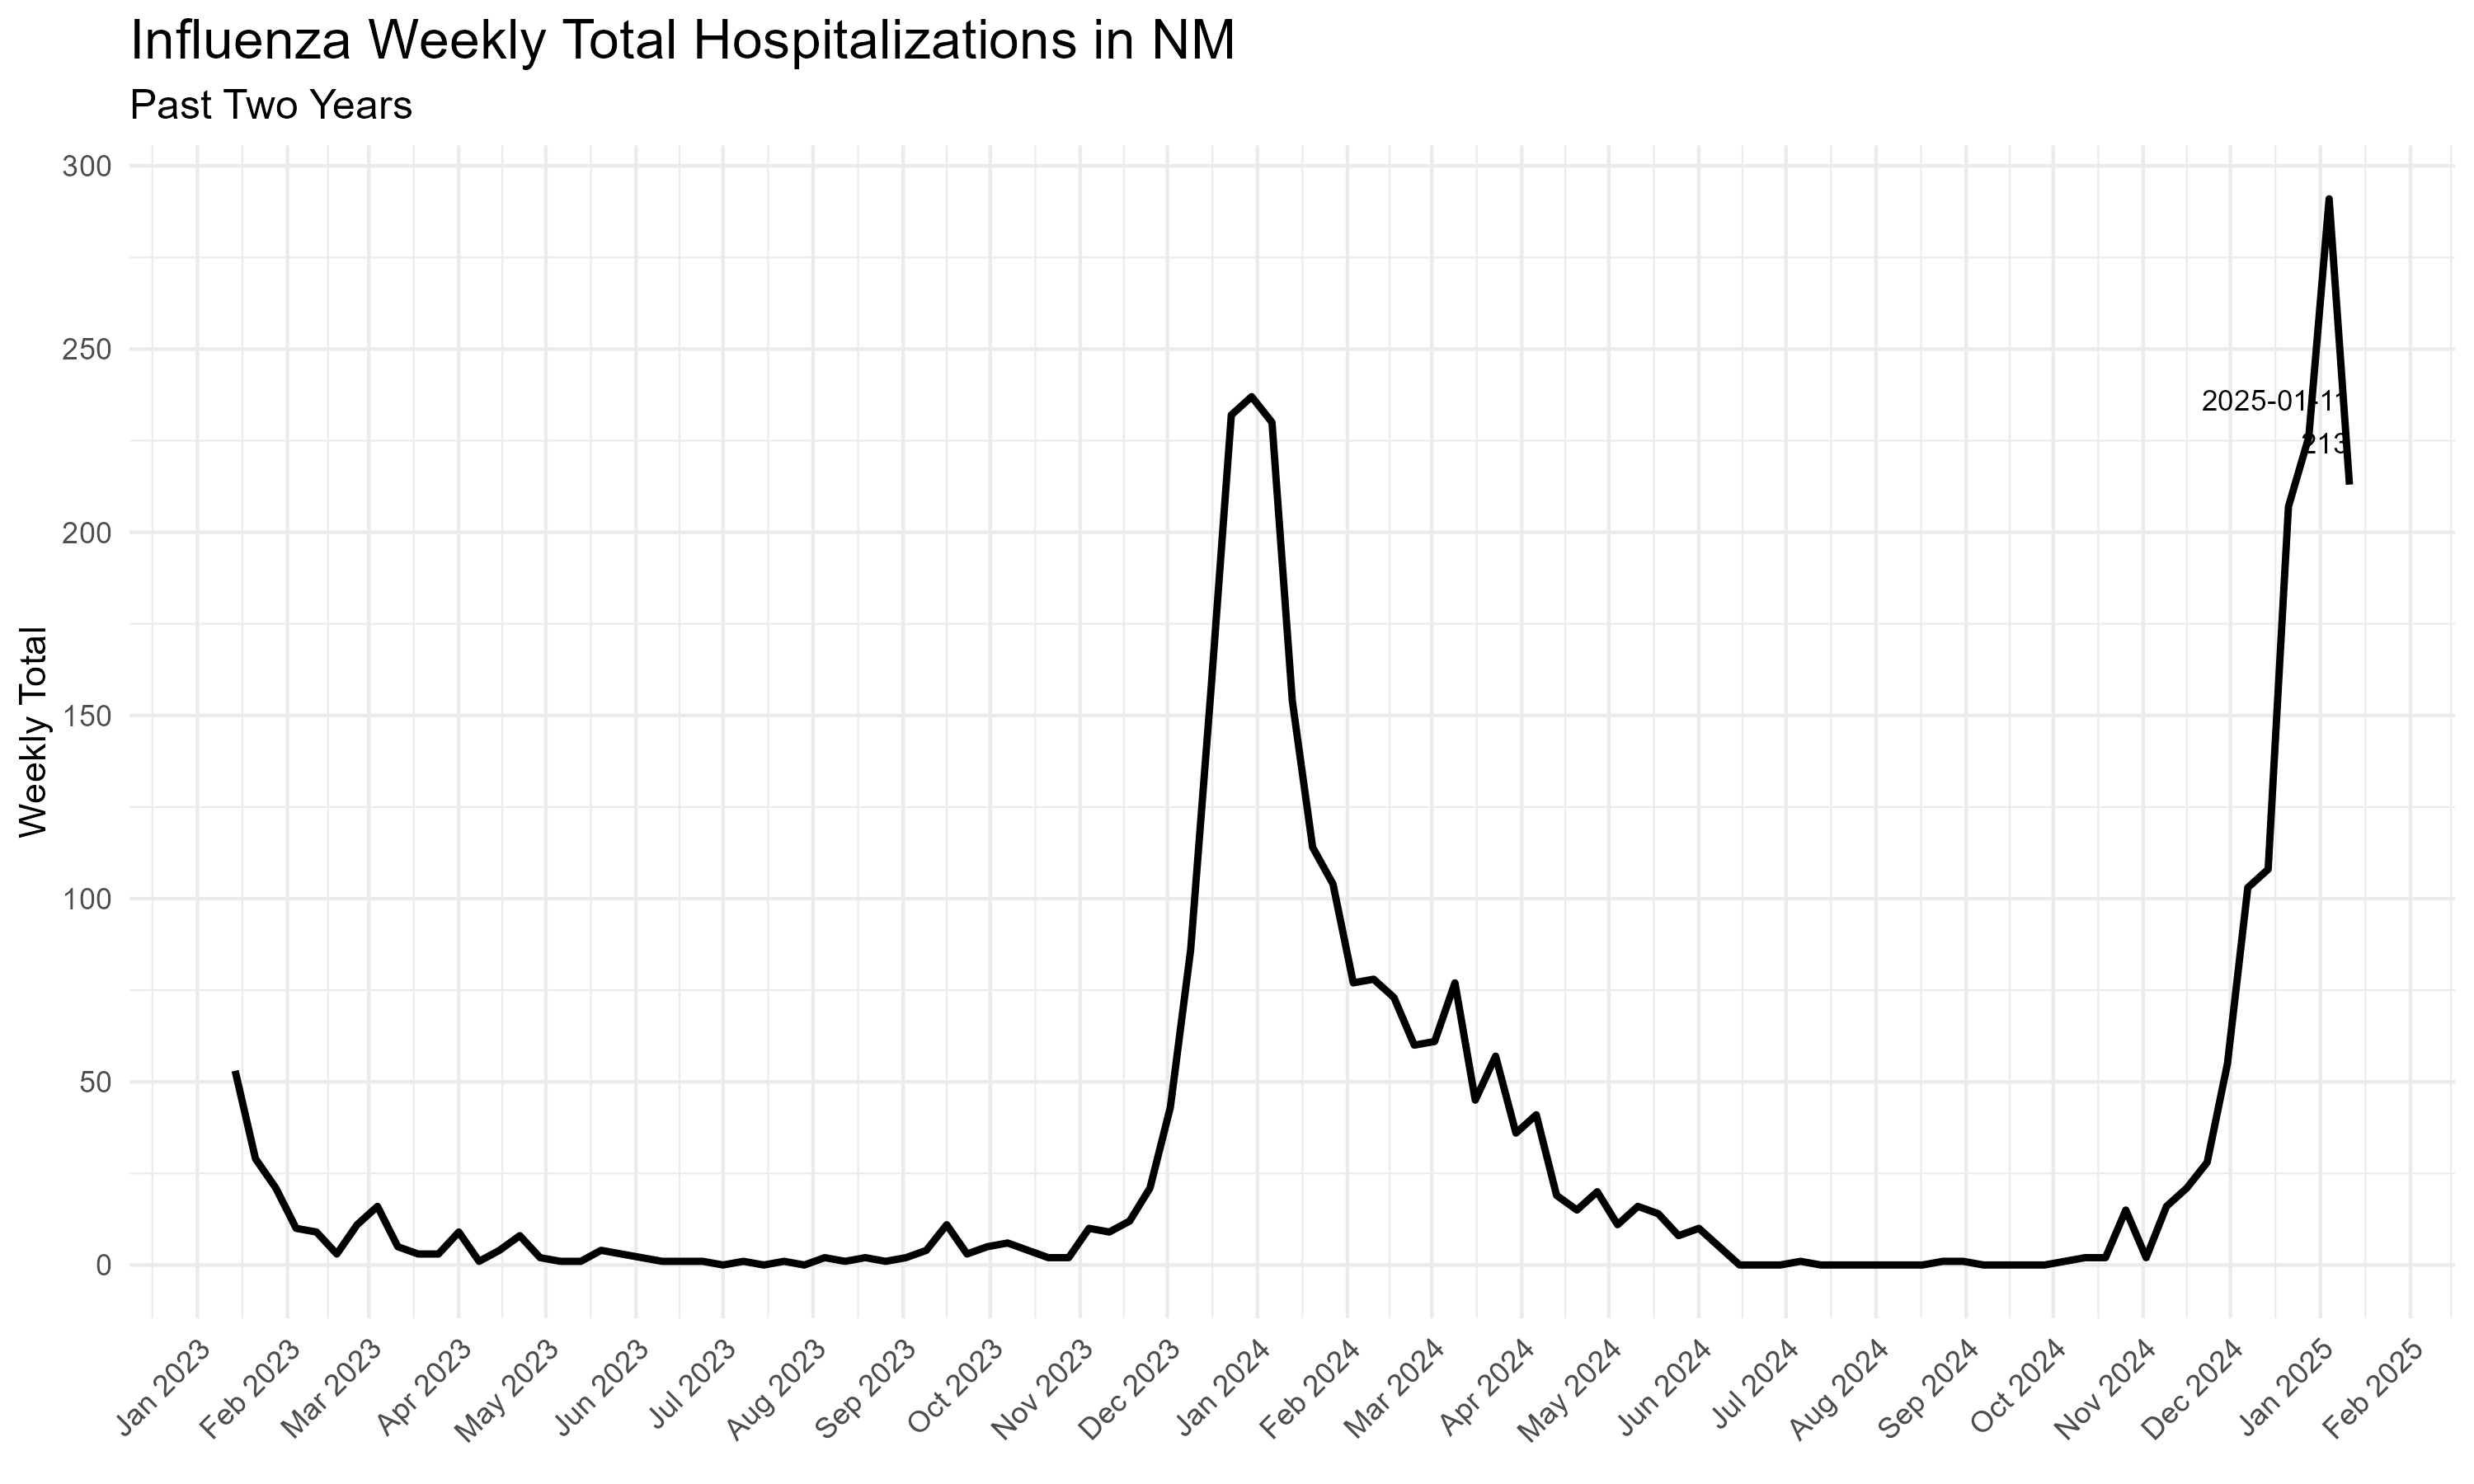 Influenza Weekly Total Hospitalizations in NM
Past Two Years
300
250
200
150
100
50
0
Weekly Total
2025-01-11
213
Jan 2023
Feb 2023
Mar 2023
Apr 2023
May 2023
Jun 2023
Jul 2023
Aug 2023
Sep 2023
Oct 2023
Nov 2023
Dec 2023
Jan 2024
Feb 2024
Mar 2024
Apr 2024
May 2024
Jun 2024
Jul 2024
Aug 2024
Sep 2024
Oct 2024
Nov 2024
Dec 2024
Jan 2025
Feb 2025